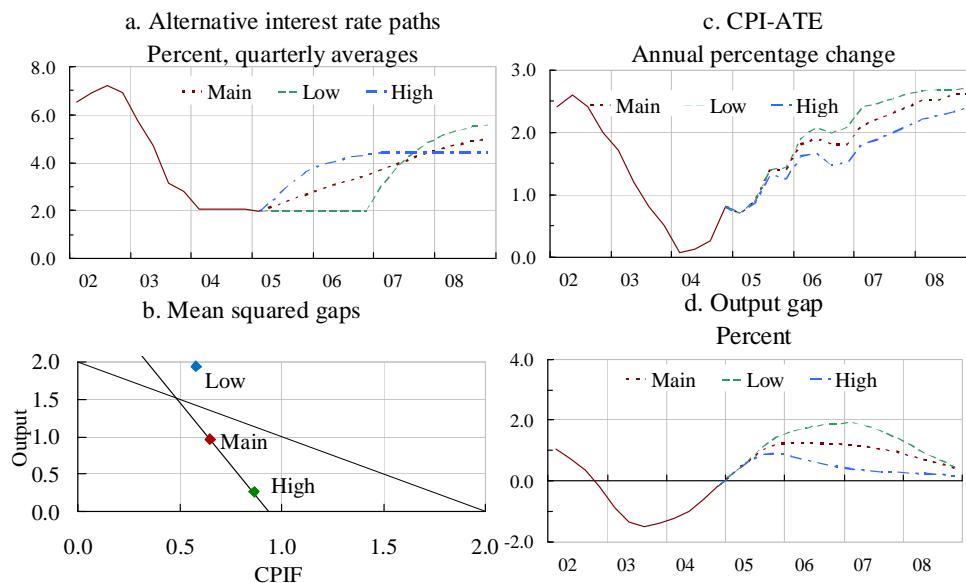 a. Alternative interest rate paths
Percent, quarterly averages
8.0
6.0
4.0
2.0
0.0
Main Low High
02 03 04 05 06 07 08
c. CPI-ATE
Annual percentage change
3.0
2.0
1.0
0.0
Main Low High
02 03 04 05 06 07 08
b. Mean squared gaps
Output
2.0
1.5
1.0
0.5
0.0
Low
Main
High
0.0 0.5 1.0 1.5 2.0
CPIF
d. Output gap
Percent
4.0
2.0
0.0
-2.0
Main Low High
02 03 04 05 06 07 08